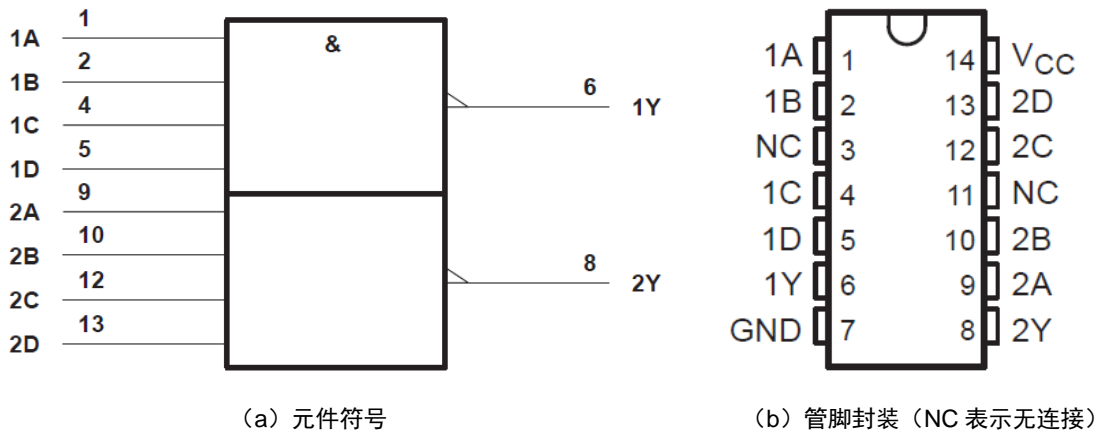 1
1A
2
1B
4
1C
5
1D
9
2A
10
2B
12
2C
13
2D
&
6
1Y
8
2Y
1A 1 14 VCC
1B 2 13 2D
NC 3 12 2C
1C 4 11 NC
1D 5 10 2B
1Y 6 9 2A
GND 7 8 2Y
（a）元件符号
（b）管脚封装（NC 表示无连接）